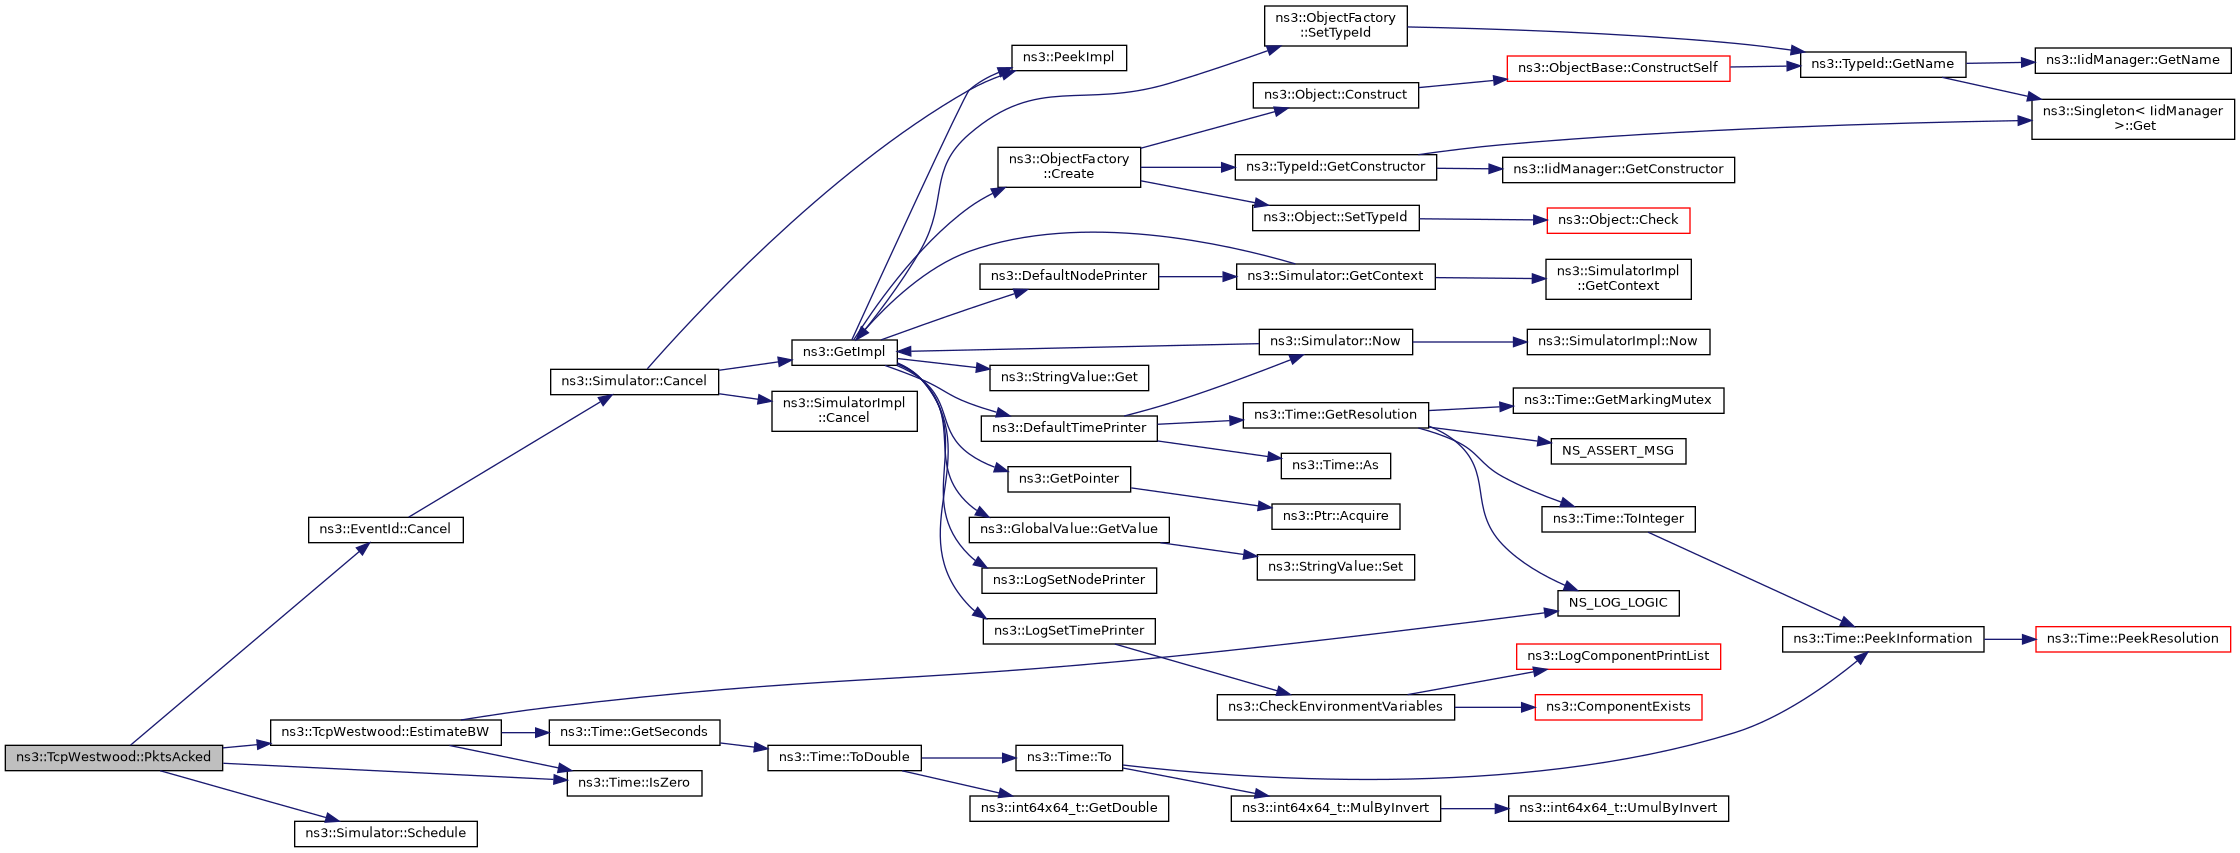 ns3::TcpWestwood::PktsAcked
ns3::EventId::Cancel
ns3::TcpWestwood::EstimateBW
ns3::Time::IsZero
ns3::Simulator::Schedule
ns3::Simulator::Cancel
ns3::Time::GetSeconds
ns3::GetImpl
ns3::SimulatorImpl
::Cancel
ns3::Time::ToDouble
ns3::PeekImpl
ns3::ObjectFactory
::Create
ns3::DefaultNodePrinter
ns3::StringValue::Get
ns3::DefaultTimePrinter
ns3::GetPointer
ns3::GlobalValue::GetValue
ns3::LogSetNodePrinter
ns3::LogSetTimePrinter
ns3::Time::To
ns3::int64x64_t::GetDouble
ns3::ObjectFactory
::SetTypeId
ns3::Object::Construct
ns3::TypeId::GetConstructor
ns3::Object::SetTypeId
ns3::Simulator::GetContext
ns3::Simulator::Now
ns3::Time::GetResolution
ns3::Time::As
ns3::Ptr::Acquire
ns3::StringValue::Set
ns3::CheckEnvironmentVariables
ns3::int64x64_t::MulByInvert
ns3::ObjectBase::ConstructSelf
ns3::IidManager::GetConstructor
ns3::Object::Check
ns3::SimulatorImpl
::GetContext
ns3::SimulatorImpl::Now
ns3::Time::GetMarkingMutex
NS_ASSERT_MSG
ns3::Time::ToInteger
NS_LOG_LOGIC
ns3::LogComponentPrintList
ns3::ComponentExists
ns3::int64x64_t::UmulByInvert
ns3::TypeId::GetName
ns3::Time::PeekInformation
ns3::IidManager::GetName
ns3::Singleton< IidManager
>::Get
ns3::Time::PeekResolution